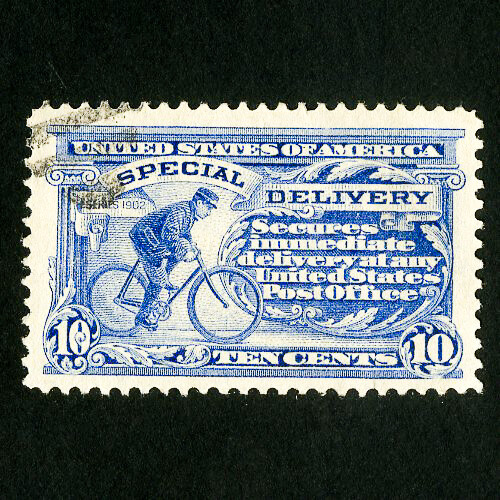 UNITED STATES OF AMERICA
SPECIAL
DELIVERY
SERIES 1902
Secures
immediate
delivery at any
United States
Post Office
10
TEN CENTS
10